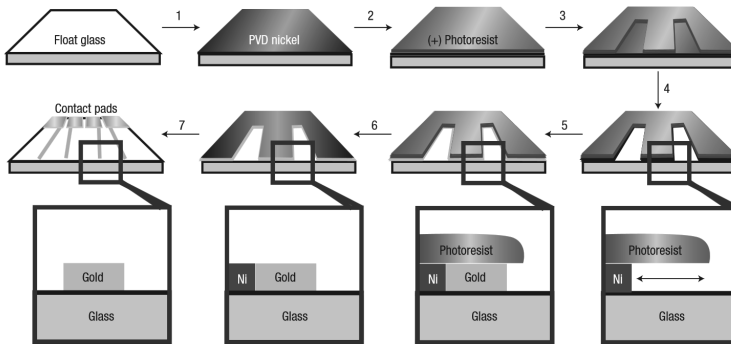 1
2
3
Float glass
PVD nickel
(+) Photoresist
4
Contact pads
7
6
5
Photoresist
Photoresist
Gold
Ni
Gold
Ni
Gold
Ni
Glass
Glass
Glass
Glass